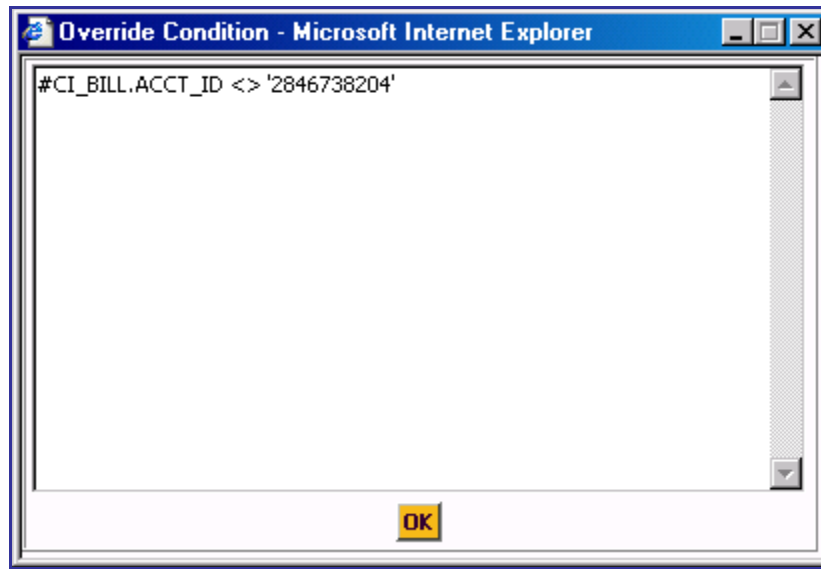 Override Condition - Microsoft Internet Explorer
#CI_BILL.ACCT_ID <> '2846738204'
OK